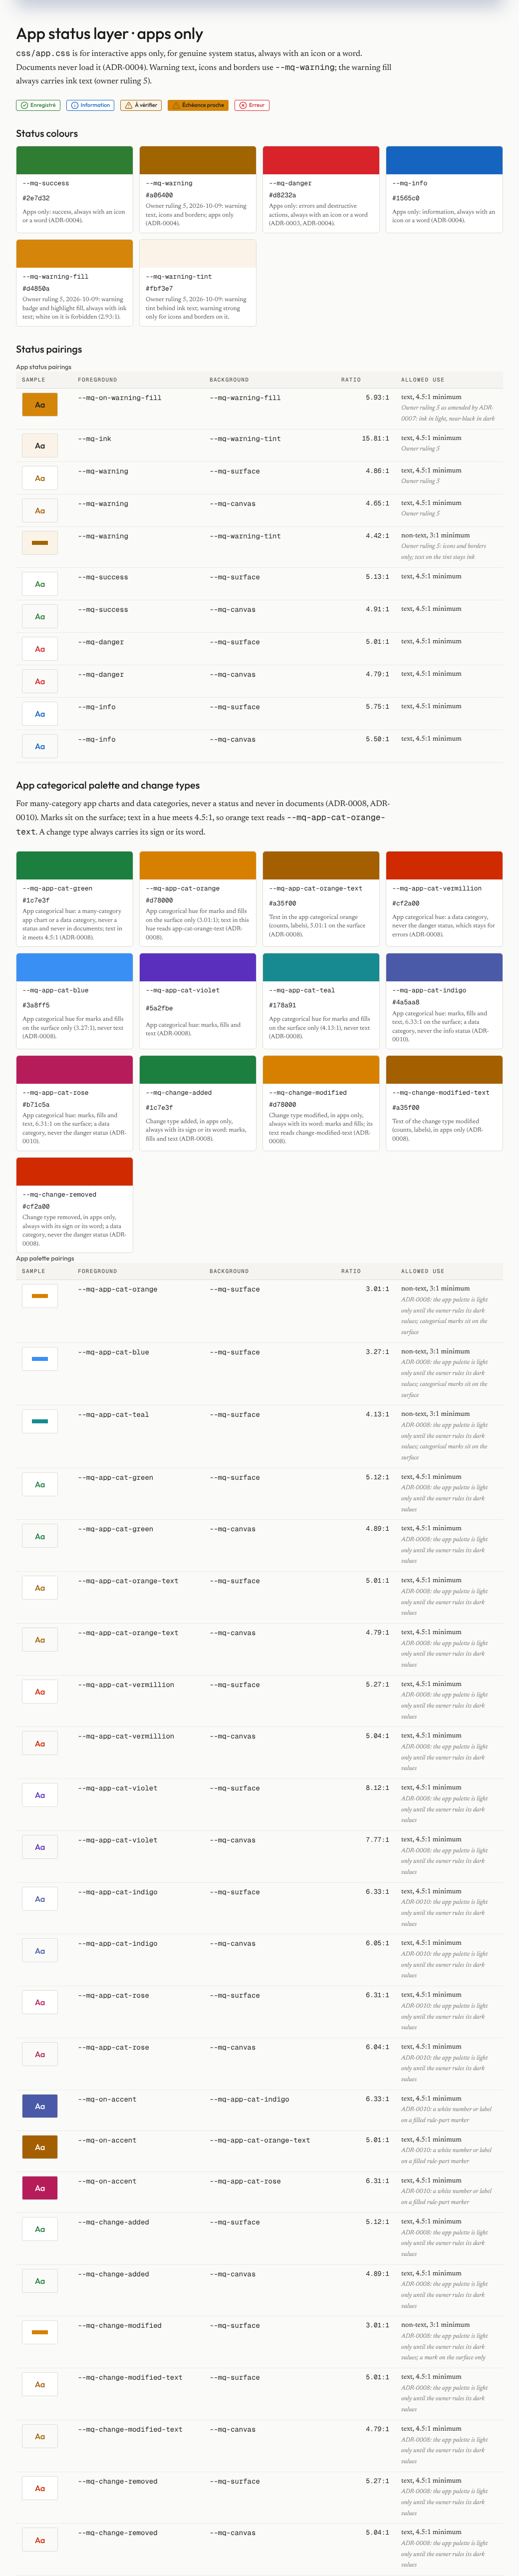 App status layer · apps only
css/app.css is for interactive apps only, for genuine system status, always with an icon or a word.
Documents never load it (ADR-0004). Warning text, icons and borders use --mq-warning; the warning fill
always carries ink text (owner ruling 5).
Enregistré
Information
À vérifier
Échéance proche
Erreur
Status colours
--mq-success
#2e7d32
Apps only: success, always with an icon
or a word (ADR-0004).
--mq-warning
#a06400
Owner ruling 5, 2026-10-09: warning
text, icons and borders; apps only
(ADR-0004).
--mq-danger
#d8232a
Apps only: errors and destructive
actions, always with an icon or a word
(ADR-0003, ADR-0004).
--mq-info
#1565c0
Apps only: information, always with an
icon or a word (ADR-0004).
--mq-warning-fill
#d4850a
Owner ruling 5, 2026-10-09: warning
badge and highlight fill, always with ink
text; white on it is forbidden (2.93:1).
--mq-warning-tint
#fbf3e7
Owner ruling 5, 2026-10-09: warning
tint behind ink text; warning
strong only for icons and borders on it.
Status pairings
App status pairings
SAMPLE FOREGROUND BACKGROUND RATIO ALLOWED USE
Aa --mq-on-warning-fill --mq-warning-fill 5.93:1 text, 4.5:1 minimum
Owner ruling 5 as amended by ADR-
0007: ink in light, near-black in dark
Aa --mq-ink --mq-warning-tint 15.81:1 text, 4.5:1 minimum
Owner ruling 5
Aa --mq-warning --mq-surface 4.86:1 text, 4.5:1 minimum
Owner ruling 5
Aa --mq-warning --mq-canvas 4.65:1 text, 4.5:1 minimum
Owner ruling 5
--mq-warning --mq-warning-tint 4.42:1 non-text, 3:1 minimum
Owner ruling 5: icons and borders
only; text on the tint stays ink
Aa --mq-success --mq-surface 5.13:1 text, 4.5:1 minimum
Aa --mq-success --mq-canvas 4.91:1 text, 4.5:1 minimum
Aa --mq-danger --mq-surface 5.01:1 text, 4.5:1 minimum
Aa --mq-danger --mq-canvas 4.79:1 text, 4.5:1 minimum
Aa --mq-info --mq-surface 5.75:1 text, 4.5:1 minimum
Aa --mq-info --mq-canvas 5.50:1 text, 4.5:1 minimum
App categorical palette and change types
For many-category app charts and data categories, never a status and never in documents (ADR-0008, ADR-
0010). Marks sit on the surface; text in a hue meets 4.5:1, so orange text reads --mq-app-cat-orange-
text. A change type always carries its sign or its word.
--mq-app-cat-green
#1c7e3f
App categorical hue: a many-category
app chart or a data category, never a
status and never in documents; text in
it meets 4.5:1 (ADR-0008).
--mq-app-cat-orange
#d78000
App categorical hue for marks and fills
on the surface only (3.01:1); text in this
hue reads app-cat-orange-text (ADR-
0008).
--mq-app-cat-orange-text
#a35f00
Text in the app categorical orange
(counts, labels), 5.01:1 on the surface
(ADR-0008).
--mq-app-cat-vermillion
#cf2a00
App categorical hue: a data category,
never the danger status, which stays for
errors (ADR-0008).
--mq-app-cat-blue
#3a8ff5
App categorical hue for marks and fills
on the surface only (3.27:1), never text
(ADR-0008).
--mq-app-cat-violet
#5a2fbe
App categorical hue: marks, fills and
text (ADR-0008).
--mq-app-cat-teal
#178a91
App categorical hue for marks and fills
on the surface only (4.13:1), never text
(ADR-0008).
--mq-app-cat-indigo
#4a5aa8
App categorical hue: marks, fills and
text, 6.33:1 on the surface; a data
category, never the info status (ADR-
0010).
--mq-app-cat-rose
#b71c5a
App categorical hue: marks, fills and
text, 6.31:1 on the surface; a data
category, never the danger status (ADR-
0010).
--mq-change-added
#1c7e3f
Change type added, in apps only,
always with its sign or its word: marks,
fills and text (ADR-0008).
--mq-change-modified
#d78000
Change type modified, in apps only,
always with its word: marks and fills; its
text reads change-modified-text (ADR-
0008).
--mq-change-modified-text
#a35f00
Text of the change type modified
(counts, labels), in apps only (ADR-
0008).
--mq-change-removed
#cf2a00
Change type removed, in apps only,
always with its sign or its word; a data
category, never the danger status (ADR-
0008).
App palette pairings
SAMPLE FOREGROUND BACKGROUND RATIO ALLOWED USE
--mq-app-cat-orange --mq-surface 3.01:1 non-text, 3:1 minimum
ADR-0008: the app palette is light
only until the owner rules its dark
values; categorical marks sit on the
surface
--mq-app-cat-blue --mq-surface 3.27:1 non-text, 3:1 minimum
ADR-0008: the app palette is light
only until the owner rules its dark
values; categorical marks sit on the
surface
--mq-app-cat-teal --mq-surface 4.13:1 non-text, 3:1 minimum
ADR-0008: the app palette is light
only until the owner rules its dark
values; categorical marks sit on the
surface
Aa --mq-app-cat-green --mq-surface 5.12:1 text, 4.5:1 minimum
ADR-0008: the app palette is light
only until the owner rules its dark
values
Aa --mq-app-cat-green --mq-canvas 4.89:1 text, 4.5:1 minimum
ADR-0008: the app palette is light
only until the owner rules its dark
values
Aa --mq-app-cat-orange-text --mq-surface 5.01:1 text, 4.5:1 minimum
ADR-0008: the app palette is light
only until the owner rules its dark
values
Aa --mq-app-cat-orange-text --mq-canvas 4.79:1 text, 4.5:1 minimum
ADR-0008: the app palette is light
only until the owner rules its dark
values
Aa --mq-app-cat-vermillion --mq-surface 5.27:1 text, 4.5:1 minimum
ADR-0008: the app palette is light
only until the owner rules its dark
values
Aa --mq-app-cat-vermillion --mq-canvas 5.04:1 text, 4.5:1 minimum
ADR-0008: the app palette is light
only until the owner rules its dark
values
Aa --mq-app-cat-violet --mq-surface 8.12:1 text, 4.5:1 minimum
ADR-0008: the app palette is light
only until the owner rules its dark
values
Aa --mq-app-cat-violet --mq-canvas 7.77:1 text, 4.5:1 minimum
ADR-0008: the app palette is light
only until the owner rules its dark
values
Aa --mq-app-cat-indigo --mq-surface 6.33:1 text, 4.5:1 minimum
ADR-0010: the app palette is light
only until the owner rules its dark
values
Aa --mq-app-cat-indigo --mq-canvas 6.05:1 text, 4.5:1 minimum
ADR-0010: the app palette is light
only until the owner rules its dark
values
Aa --mq-app-cat-rose --mq-surface 6.31:1 text, 4.5:1 minimum
ADR-0010: the app palette is light
only until the owner rules its dark
values
Aa --mq-app-cat-rose --mq-canvas 6.04:1 text, 4.5:1 minimum
ADR-0010: the app palette is light
only until the owner rules its dark
values
Aa --mq-on-accent --mq-app-cat-indigo 6.33:1 text, 4.5:1 minimum
ADR-0010: a white number or label
on a filled rule-part marker
Aa --mq-on-accent --mq-app-cat-orange-text 5.01:1 text, 4.5:1 minimum
ADR-0010: a white number or label
on a filled rule-part marker
Aa --mq-on-accent --mq-app-cat-rose 6.31:1 text, 4.5:1 minimum
ADR-0010: a white number or label
on a filled rule-part marker
Aa --mq-change-added --mq-surface 5.12:1 text, 4.5:1 minimum
ADR-0008: the app palette is light
only until the owner rules its dark
values
Aa --mq-change-added --mq-canvas 4.89:1 text, 4.5:1 minimum
ADR-0008: the app palette is light
only until the owner rules its dark
values
--mq-change-modified --mq-surface 3.01:1 non-text, 3:1 minimum
ADR-0008: the app palette is light
only until the owner rules its dark
values; a mark on the surface only
Aa --mq-change-modified-text --mq-surface 5.01:1 text, 4.5:1 minimum
ADR-0008: the app palette is light
only until the owner rules its dark
values
Aa --mq-change-modified-text --mq-canvas 4.79:1 text, 4.5:1 minimum
ADR-0008: the app palette is light
only until the owner rules its dark
values
Aa --mq-change-removed --mq-surface 5.27:1 text, 4.5:1 minimum
ADR-0008: the app palette is light
only until the owner rules its dark
values
Aa --mq-change-removed --mq-canvas 5.04:1 text, 4.5:1 minimum
ADR-0008: the app palette is light
only until the owner rules its dark
values